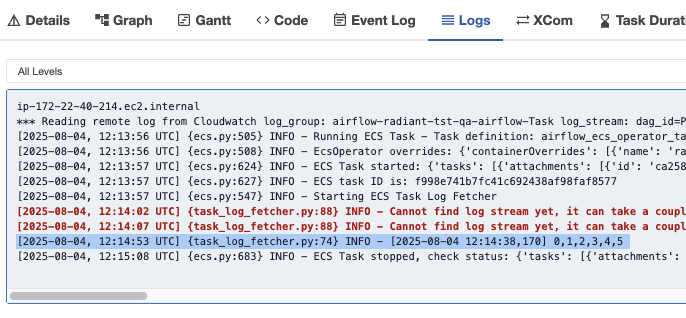 Details Graph Gantt Code Event Log Logs XCom Task Durati
All Levels
ip-172-22-40-214.ec2.internal
*** Reading remote log from Cloudwatch log_group: airflow-radiant-tst-qa-airflow-Task log_stream: dag_id=P
[2025-08-04, 12:13:56 UTC] {ecs.py:505} INFO - Running ECS Task - Task definition: airflow_ecs_operator_ta
[2025-08-04, 12:13:56 UTC] {ecs.py:508} INFO - EcsOperator overrides: {'containerOverrides': [{'name': 'ra
[2025-08-04, 12:13:57 UTC] {ecs.py:624} INFO - ECS Task started: {'tasks': [{'attachments': [{'id': 'ca258
[2025-08-04, 12:13:57 UTC] {ecs.py:627} INFO - ECS task ID is: f998e741b7fc41c692438af98faf8577
[2025-08-04, 12:13:57 UTC] {ecs.py:547} INFO - Starting ECS Task Log Fetcher
[2025-08-04, 12:14:02 UTC] {task_log_fetcher.py:88} INFO - Cannot find log stream yet, it can take a coupl
[2025-08-04, 12:14:07 UTC] {task_log_fetcher.py:88} INFO - Cannot find log stream yet, it can take a coupl
[2025-08-04, 12:14:53 UTC] {task_log_fetcher.py:74} INFO - [2025-08-04 12:14:38,170] 0,1,2,3,4,5
[2025-08-04, 12:15:08 UTC] {ecs.py:683} INFO - ECS Task stopped, check status: {'tasks': [{'attachments':